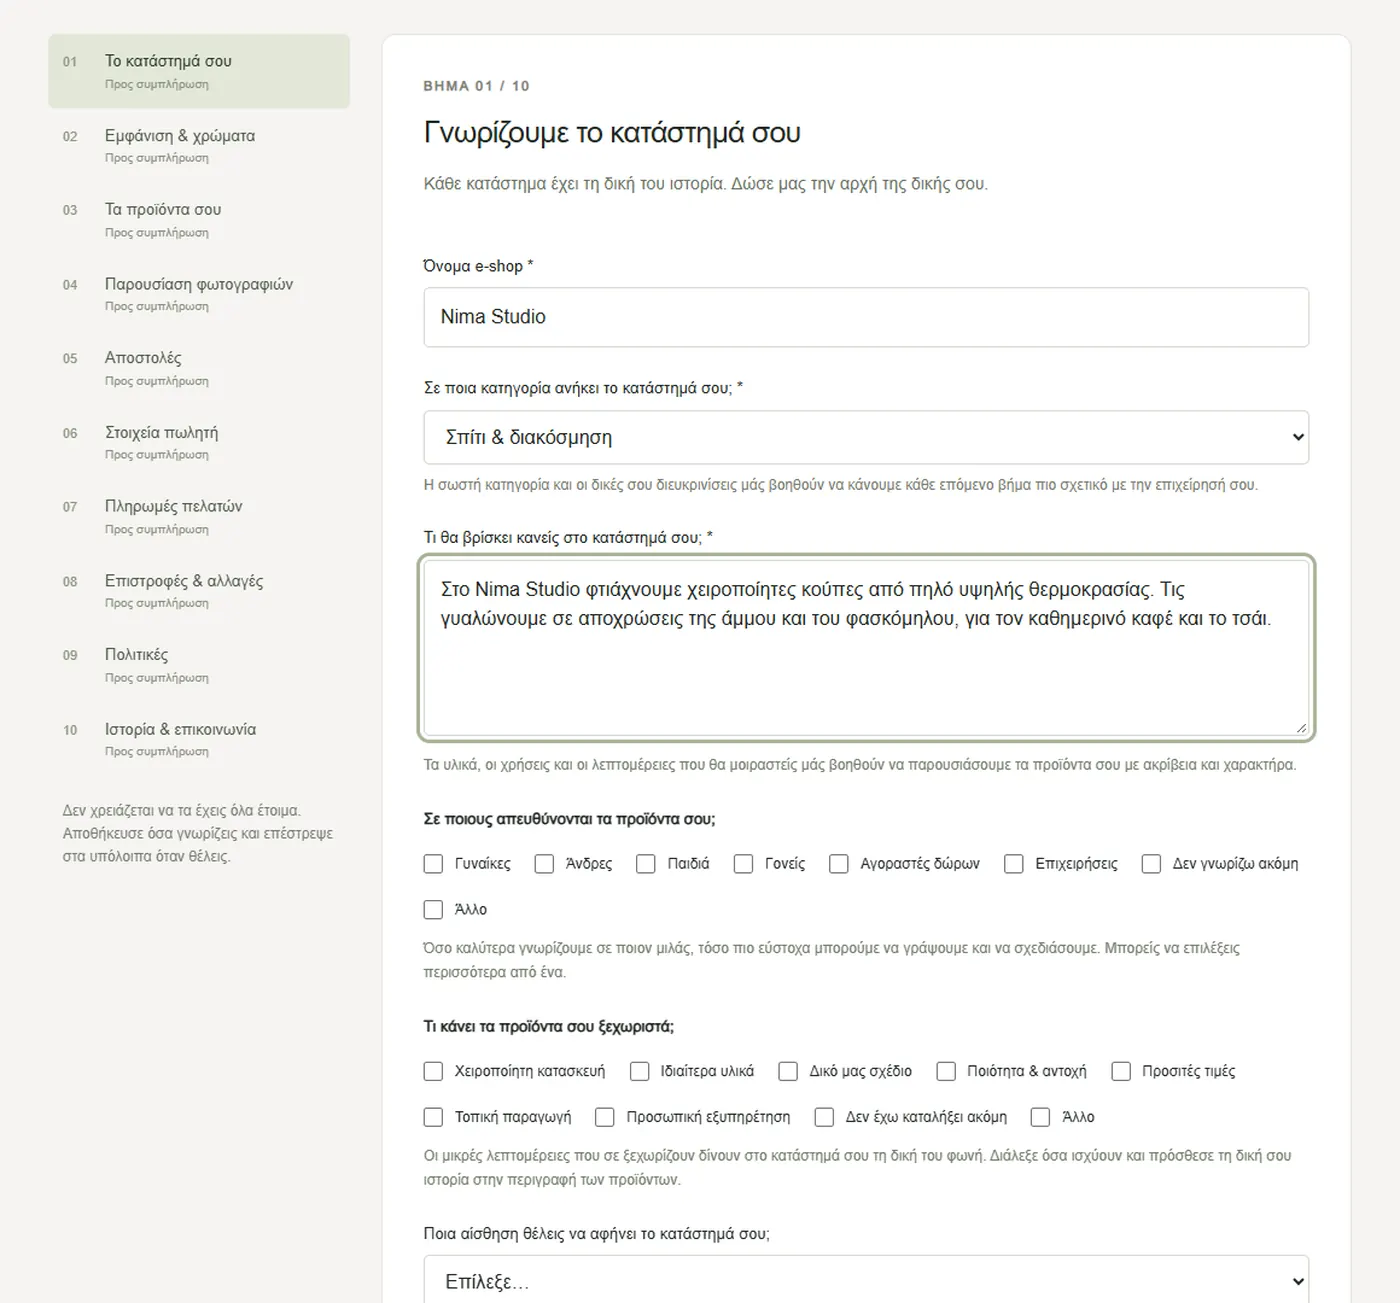 01 Το κατάστημά σου
Προς συμπλήρωση
02 Εμφάνιση & χρώματα
Προς συμπλήρωση
03 Τα προϊόντα σου
Προς συμπλήρωση
04 Παρουσίαση φωτογραφιών
Προς συμπλήρωση
05 Αποστολές
Προς συμπλήρωση
06 Στοιχεία πωλητή
Προς συμπλήρωση
07 Πληρωμές πελατών
Προς συμπλήρωση
08 Επιστροφές & αλλαγές
Προς συμπλήρωση
09 Πολιτικές
Προς συμπλήρωση
10 Ιστορία & επικοινωνία
Προς συμπλήρωση
Δεν χρειάζεται να τα έχεις όλα έτοιμα.
Αποθήκευσε όσα γνωρίζεις και επέστρεψε
στα υπόλοιπα όταν θέλεις.
ΒΗΜΑ 01 / 10
Γνωρίζουμε το κατάστημά σου
Κάθε κατάστημα έχει τη δική του ιστορία. Δώσε μας την αρχή της δικής σου.
Όνομα e-shop *
Nima Studio
Σε ποια κατηγορία ανήκει το κατάστημά σου; *
Σπίτι & διακόσμηση
Η σωστή κατηγορία και οι δικές σου διευκρινίσεις μάς βοηθούν να κάνουμε κάθε επόμενο βήμα πιο σχετικό με την επιχείρησή σου.
Τι θα βρίσκει κανείς στο κατάστημά σου; *
Στο Nima Studio φτιάχνουμε χειροποίητες κούπες από πηλό υψηλής θερμοκρασίας. Τις
γυαλώνουμε σε αποχρώσεις της άμμου και του φασκόμηλου, για τον καθημερινό καφέ και το τσάι.
Τα υλικά, οι χρήσεις και οι λεπτομέρειες που θα μοιραστείς μάς βοηθούν να παρουσιάσουμε τα προϊόντα σου με ακρίβεια και χαρακτήρα.
Σε ποιους απευθύνονται τα προϊόντα σου;
Γυναίκες Άνδρες Παιδιά Γονείς Αγοραστές δώρων Επιχειρήσεις Δεν γνωρίζω ακόμη
Άλλο
Όσο καλύτερα γνωρίζουμε σε ποιον μιλάς, τόσο πιο εύστοχα μπορούμε να γράψουμε και να σχεδιάσουμε. Μπορείς να επιλέξεις
περισσότερα από ένα.
Τι κάνει τα προϊόντα σου ξεχωριστά;
Χειροποίητη κατασκευή Ιδιαίτερα υλικά Δικό μας σχέδιο Ποιότητα & αντοχή Προσιτές τιμές
Τοπική παραγωγή Προσωπική εξυπηρέτηση Δεν έχω καταλήξει ακόμη Άλλο
Οι μικρές λεπτομέρειες που σε ξεχωρίζουν δίνουν στο κατάστημά σου τη δική του φωνή. Διάλεξε όσα ισχύουν και πρόσθεσε τη δική σου
ιστορία στην περιγραφή των προϊόντων.
Ποια αίσθηση θέλεις να αφήνει το κατάστημά σου;
Επίλεξε...